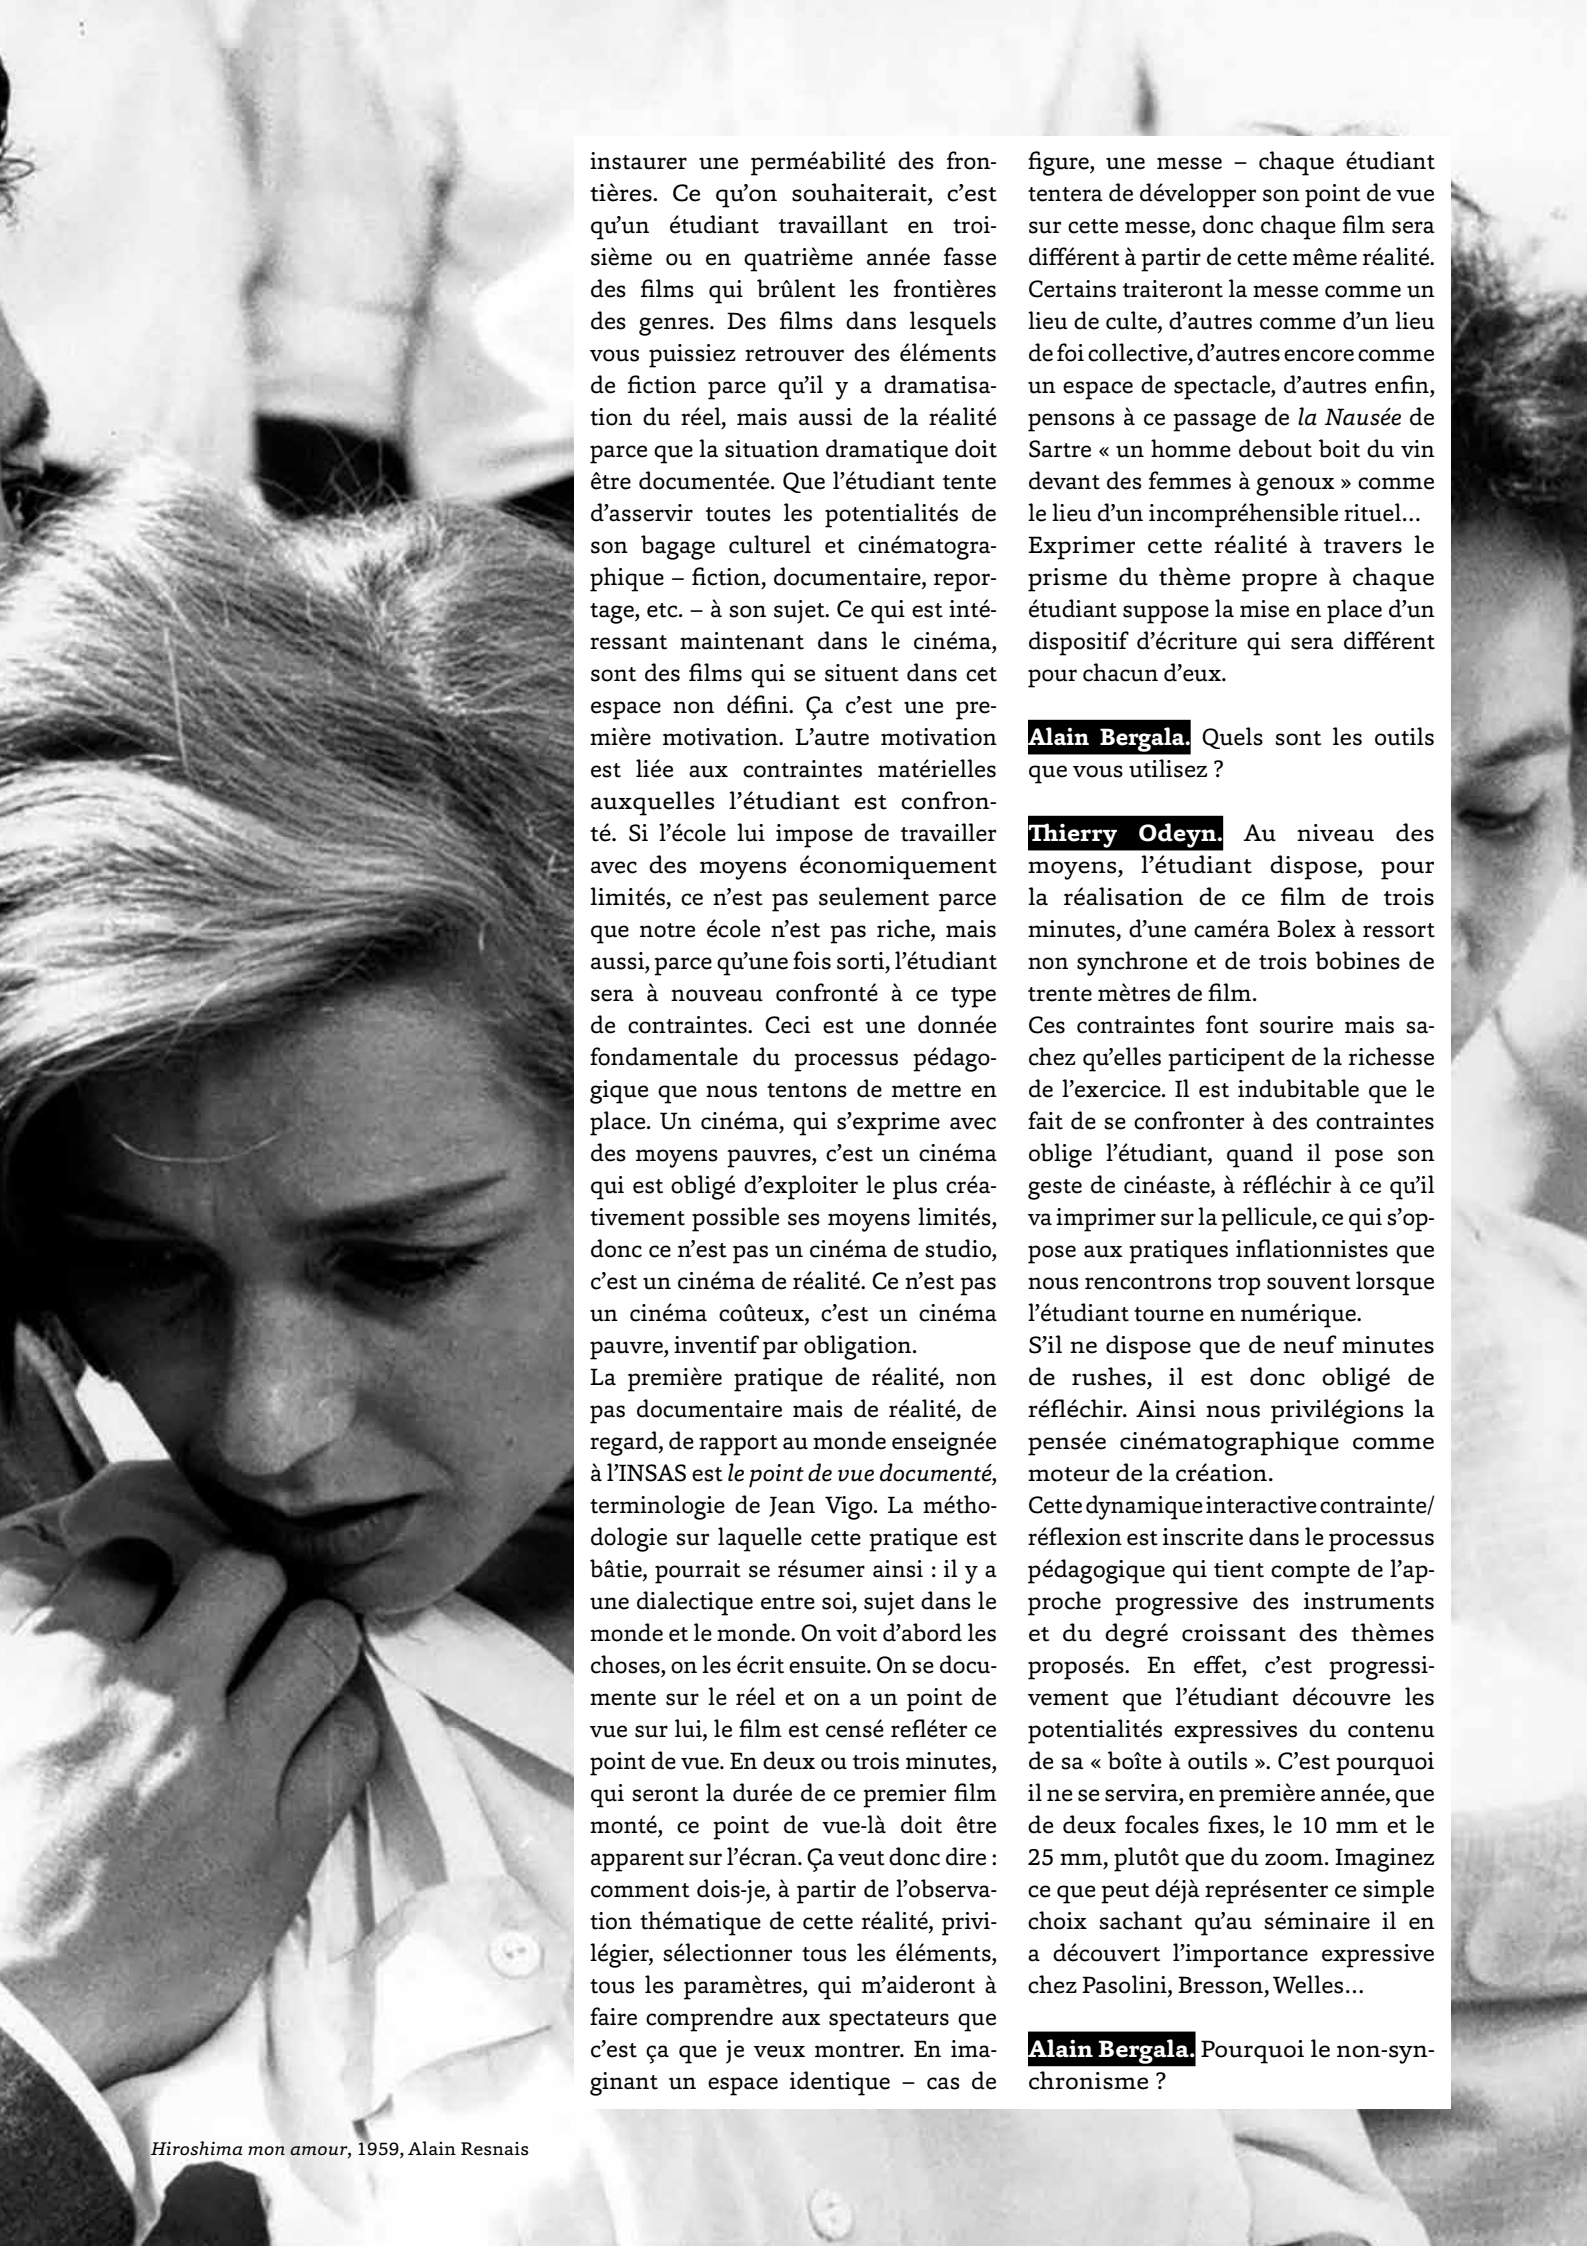 instaurer une perméabilité des fron-
tières. Ce qu’on souhaiterait, c’est
qu’un étudiant travaillant en troi-
sième ou en quatrième année fasse
des films qui brûlent les frontières
des genres. Des films dans lesquels
vous puissiez retrouver des éléments
de fiction parce qu’il y a dramatisa-
tion du réel, mais aussi de la réalité
parce que la situation dramatique doit
être documentée. Que l’étudiant tente
d’asservir toutes les potentialités de
son bagage culturel et cinématogra-
phique – fiction, documentaire, repor-
tage, etc. – à son sujet. Ce qui est inté-
ressant maintenant dans le cinéma,
sont des films qui se situent dans cet
espace non défini. Ça c’est une pre-
mière motivation. L’autre motivation
est liée aux contraintes matérielles
auxquelles l’étudiant est confron-
té. Si l’école lui impose de travailler
avec des moyens économiquement
limités, ce n’est pas seulement parce
que notre école n’est pas riche, mais
aussi, parce qu’une fois sorti, l’étudiant
sera à nouveau confronté à ce type
de contraintes. Ceci est une donnée
fondamentale du processus pédago-
gique que nous tentons de mettre en
place. Un cinéma, qui s’exprime avec
des moyens pauvres, c’est un cinéma
qui est obligé d’exploiter le plus créa-
tivement possible ses moyens limités,
donc ce n’est pas un cinéma de studio,
c’est un cinéma de réalité. Ce n’est pas
un cinéma coûteux, c’est un cinéma
pauvre, inventif par obligation.
La première pratique de réalité, non
pas documentaire mais de réalité, de
regard, de rapport au monde enseignée
à l’INSAS est le point de vue documenté,
terminologie de Jean Vigo. La métho-
dologie sur laquelle cette pratique est
bâtie, pourrait se résumer ainsi : il y a
une dialectique entre soi, sujet dans le
monde et le monde. On voit d’abord les
choses, on les écrit ensuite. On se docu-
mente sur le réel et on a un point de
vue sur lui, le film est censé refléter ce
point de vue. En deux ou trois minutes,
qui seront la durée de ce premier film
monté, ce point de vue-là doit être
apparent sur l’écran. Ça veut donc dire :
comment dois-je, à partir de l’observa-
tion thématique de cette réalité, privi-
légier, sélectionner tous les éléments,
tous les paramètres, qui m’aideront à
faire comprendre aux spectateurs que
c’est ça que je veux montrer. En ima-
ginant un espace identique – cas de
figure, une messe – chaque étudiant
tentera de développer son point de vue
sur cette messe, donc chaque film sera
différent à partir de cette même réalité.
Certains traiteront la messe comme un
lieu de culte, d’autres comme d’un lieu
de foi collective, d’autres encore comme
un espace de spectacle, d’autres enfin,
pensons à ce passage de la Nausée de
Sartre « un homme debout boit du vin
devant des femmes à genoux » comme
le lieu d’un incompréhensible rituel…
Exprimer cette réalité à travers le
prisme du thème propre à chaque
étudiant suppose la mise en place d’un
dispositif d’écriture qui sera différent
pour chacun d’eux.
Alain Bergala. Quels sont les outils
que vous utilisez ?
Thierry Odeyn. Au niveau des
moyens, l’étudiant dispose, pour
la réalisation de ce film de trois
minutes, d’une caméra Bolex à ressort
non synchrone et de trois bobines de
trente mètres de film.
Ces contraintes font sourire mais sa-
chez qu’elles participent de la richesse
de l’exercice. Il est indubitable que le
fait de se confronter à des contraintes
oblige l’étudiant, quand il pose son
geste de cinéaste, à réfléchir à ce qu’il
va imprimer sur la pellicule, ce qui s’op-
pose aux pratiques inflationnistes que
nous rencontrons trop souvent lorsque
l’étudiant tourne en numérique.
S’il ne dispose que de neuf minutes
de rushes, il est donc obligé de
réfléchir. Ainsi nous privilégions la
pensée cinématographique comme
moteur de la création.
Cette dynamique interactive contrainte/
réflexion est inscrite dans le processus
pédagogique qui tient compte de l’ap-
proche progressive des instruments
et du degré croissant des thèmes
proposés. En effet, c’est progressi-
vement que l’étudiant découvre les
potentialités expressives du contenu
de sa « boîte à outils ». C’est pourquoi
il ne se servira, en première année, que
de deux focales fixes, le 10 mm et le
25 mm, plutôt que du zoom. Imaginez
ce que peut déjà représenter ce simple
choix sachant qu’au séminaire il en
a découvert l’importance expressive
chez Pasolini, Bresson, Welles…
Alain Bergala. Pourquoi le non-syn-
chronisme ?
Hiroshima mon amour, 1959, Alain Resnais